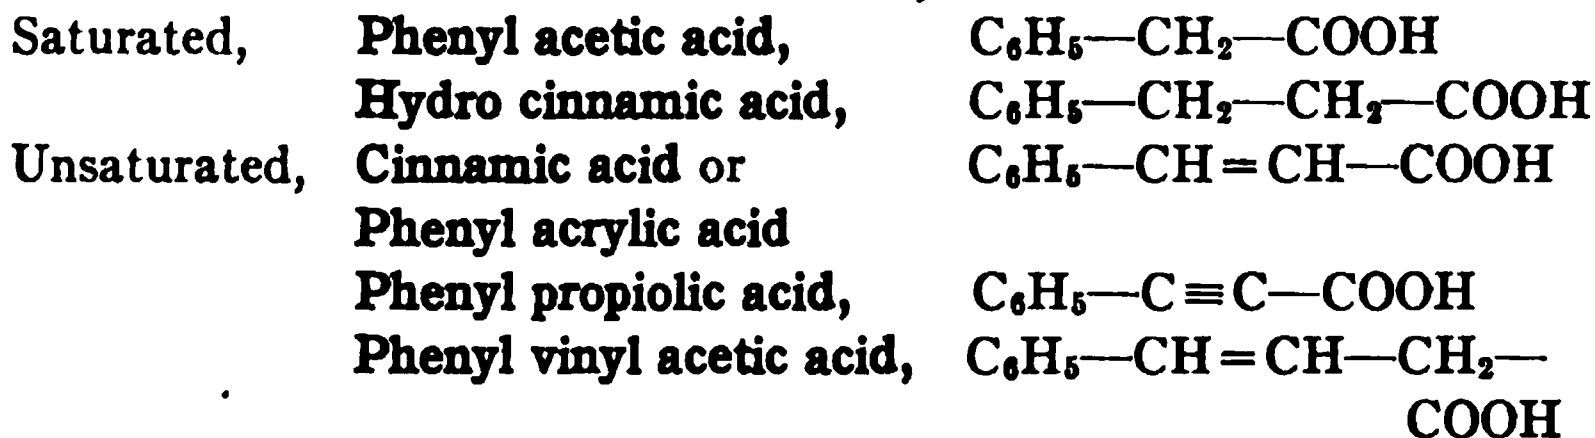 Saturated, Phenyl acetic acid, C₆H₅—CH₂—COOH
Hydro cinnamic acid, C₆H₅—CH₂—CH₂—COOH
Unsaturated, Cinnamic acid or C₆H₅—CH=CH—COOH
Phenyl acrylic acid
Phenyl propiolic acid, C₆H₅—C≡C—COOH
Phenyl vinyl acetic acid, C₆H₅—CH=CH—CH₂—
COOH